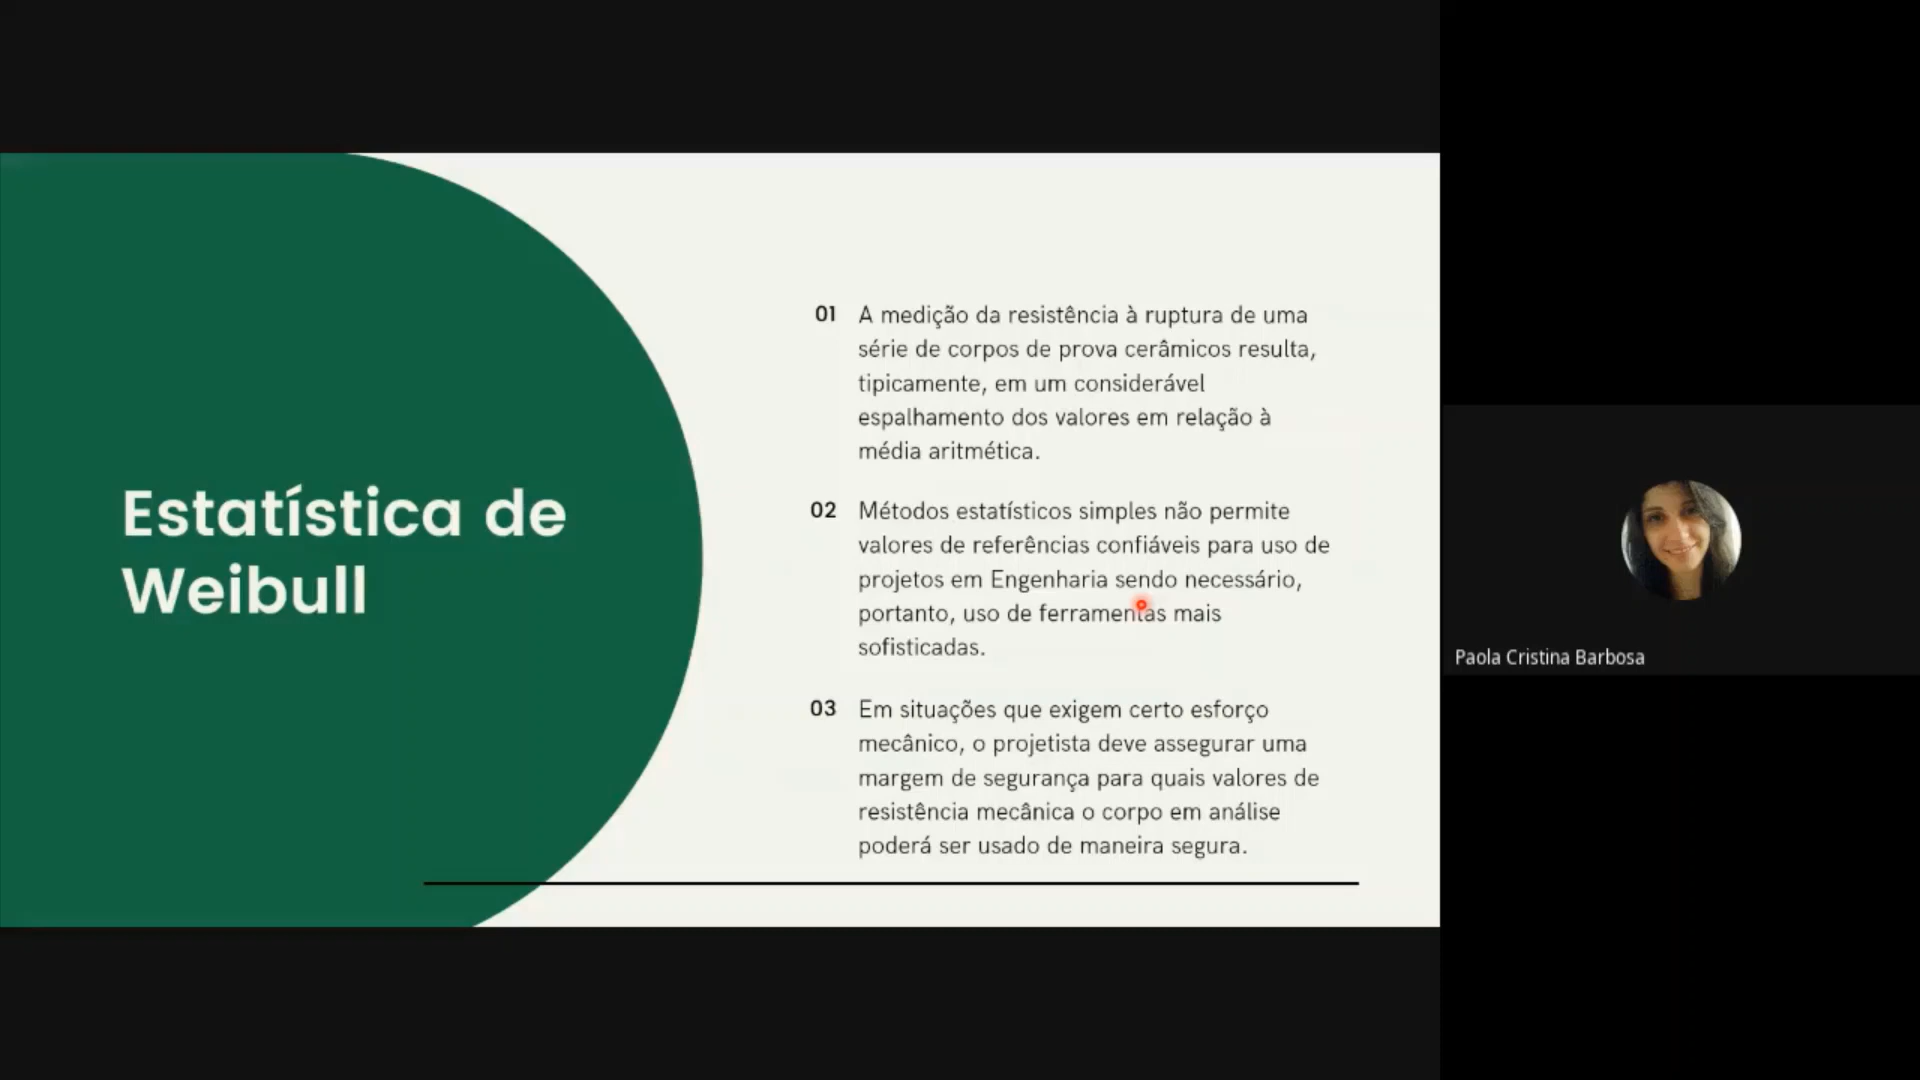 Estatística de
Weibull
01 A medição da resistência à ruptura de uma
série de corpos de prova cerâmicos resulta,
tipicamente, em um considerável
espalhamento dos valores em relação à
média aritmética.
02 Métodos estatísticos simples não permite
valores de referências confiáveis para uso de
projetos em Engenharia sendo necessário,
portanto, uso de ferramentas mais
sofisticadas.
03 Em situações que exigem certo esforço
mecânico, o projetista deve assegurar uma
margem de segurança para quais valores de
resistência mecânica o corpo em análise
poderá ser usado de maneira segura.
Paola Cristina Barbosa